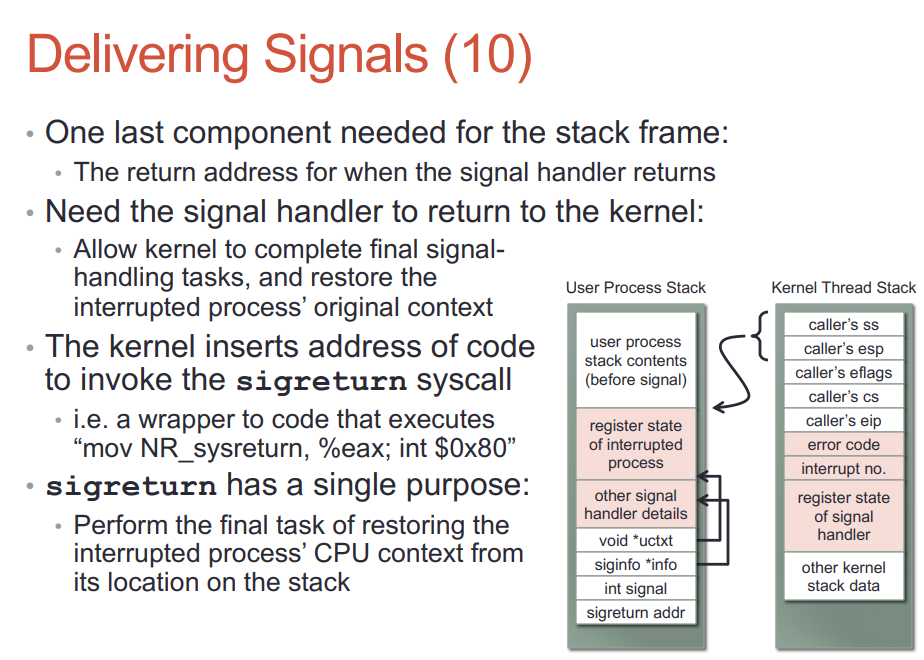 Delivering Signals (10)
• One last component needed for the stack frame:
• The return address for when the signal handler returns
• Need the signal handler to return to the kernel:
• Allow kernel to complete final signal-
handling tasks, and restore the
interrupted process’ original context
• The kernel inserts address of code
to invoke the sigreturn syscall
• i.e. a wrapper to code that executes
“mov NR_sysreturn, %eax; int $0x80”
• sigreturn has a single purpose:
• Perform the final task of restoring the
interrupted process’ CPU context from
its location on the stack
User Process Stack
user process
stack contents
(before signal)
register state
of interrupted
process
other signal
handler details
void *uctxt
siginfo *info
int signal
sigreturn addr
Kernel Thread Stack
caller’s ss
caller’s esp
caller’s eflags
caller’s cs
caller’s eip
error code
interrupt no.
register state
of signal
handler
other kernel
stack data